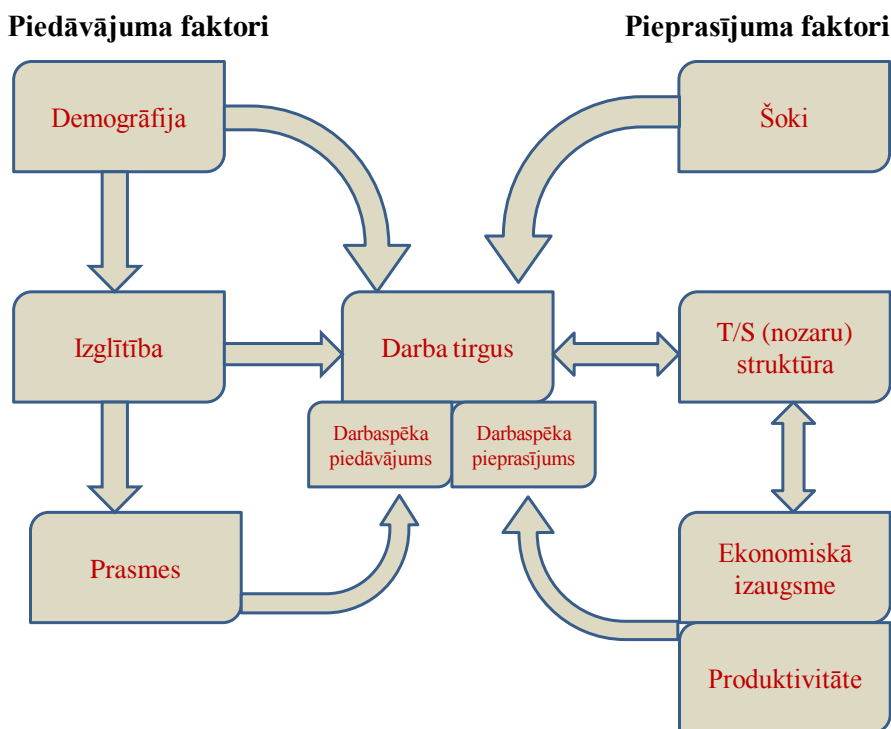 Piedāvājuma faktori
Pieprasījuma faktori
Demogrāfija
Šoki
Izglītība
Darba tirgus
T/S (nozaru)
struktūra
Darbaspēka
piedāvājums
Darbaspēka
pieprasījums
Prasmes
Ekonomiskā
izaugsme
Produktivitāte